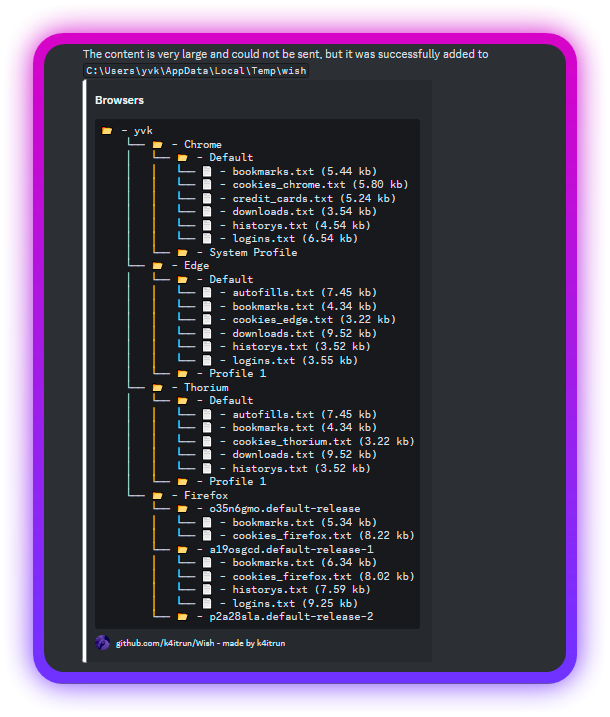 The content is very large and could not be sent, but it was successfully added to
C:\Users\yvk\AppData\Local\Temp\wish
Browsers
- yvk
- Chrome
- Default
- bookmarks.txt (5.44 kb)
- cookies_chrome.txt (5.80 kb)
- credit_cards.txt (5.24 kb)
- downloads.txt (3.54 kb)
- historys.txt (4.54 kb)
- logins.txt (6.54 kb)
- System Profile
- Edge
- Default
- autofills.txt (7.45 kb)
- bookmarks.txt (4.34 kb)
- cookies_edge.txt (3.22 kb)
- downloads.txt (9.52 kb)
- historys.txt (3.52 kb)
- logins.txt (3.55 kb)
- Profile 1
- Thorium
- Default
- autofills.txt (7.45 kb)
- bookmarks.txt (4.34 kb)
- cookies_thorium.txt (3.22 kb)
- downloads.txt (9.52 kb)
- historys.txt (3.52 kb)
- Profile 1
- Firefox
- o35n6gmo.default-release
- bookmarks.txt (5.34 kb)
- cookies_firefox.txt (8.22 kb)
- a19osgcd.default-release-1
- bookmarks.txt (6.34 kb)
- cookies_firefox.txt (8.02 kb)
- historys.txt (7.59 kb)
- logins.txt (9.25 kb)
- p2a28sla.default-release-2
github.com/k4itrun/Wish - made by k4itrun